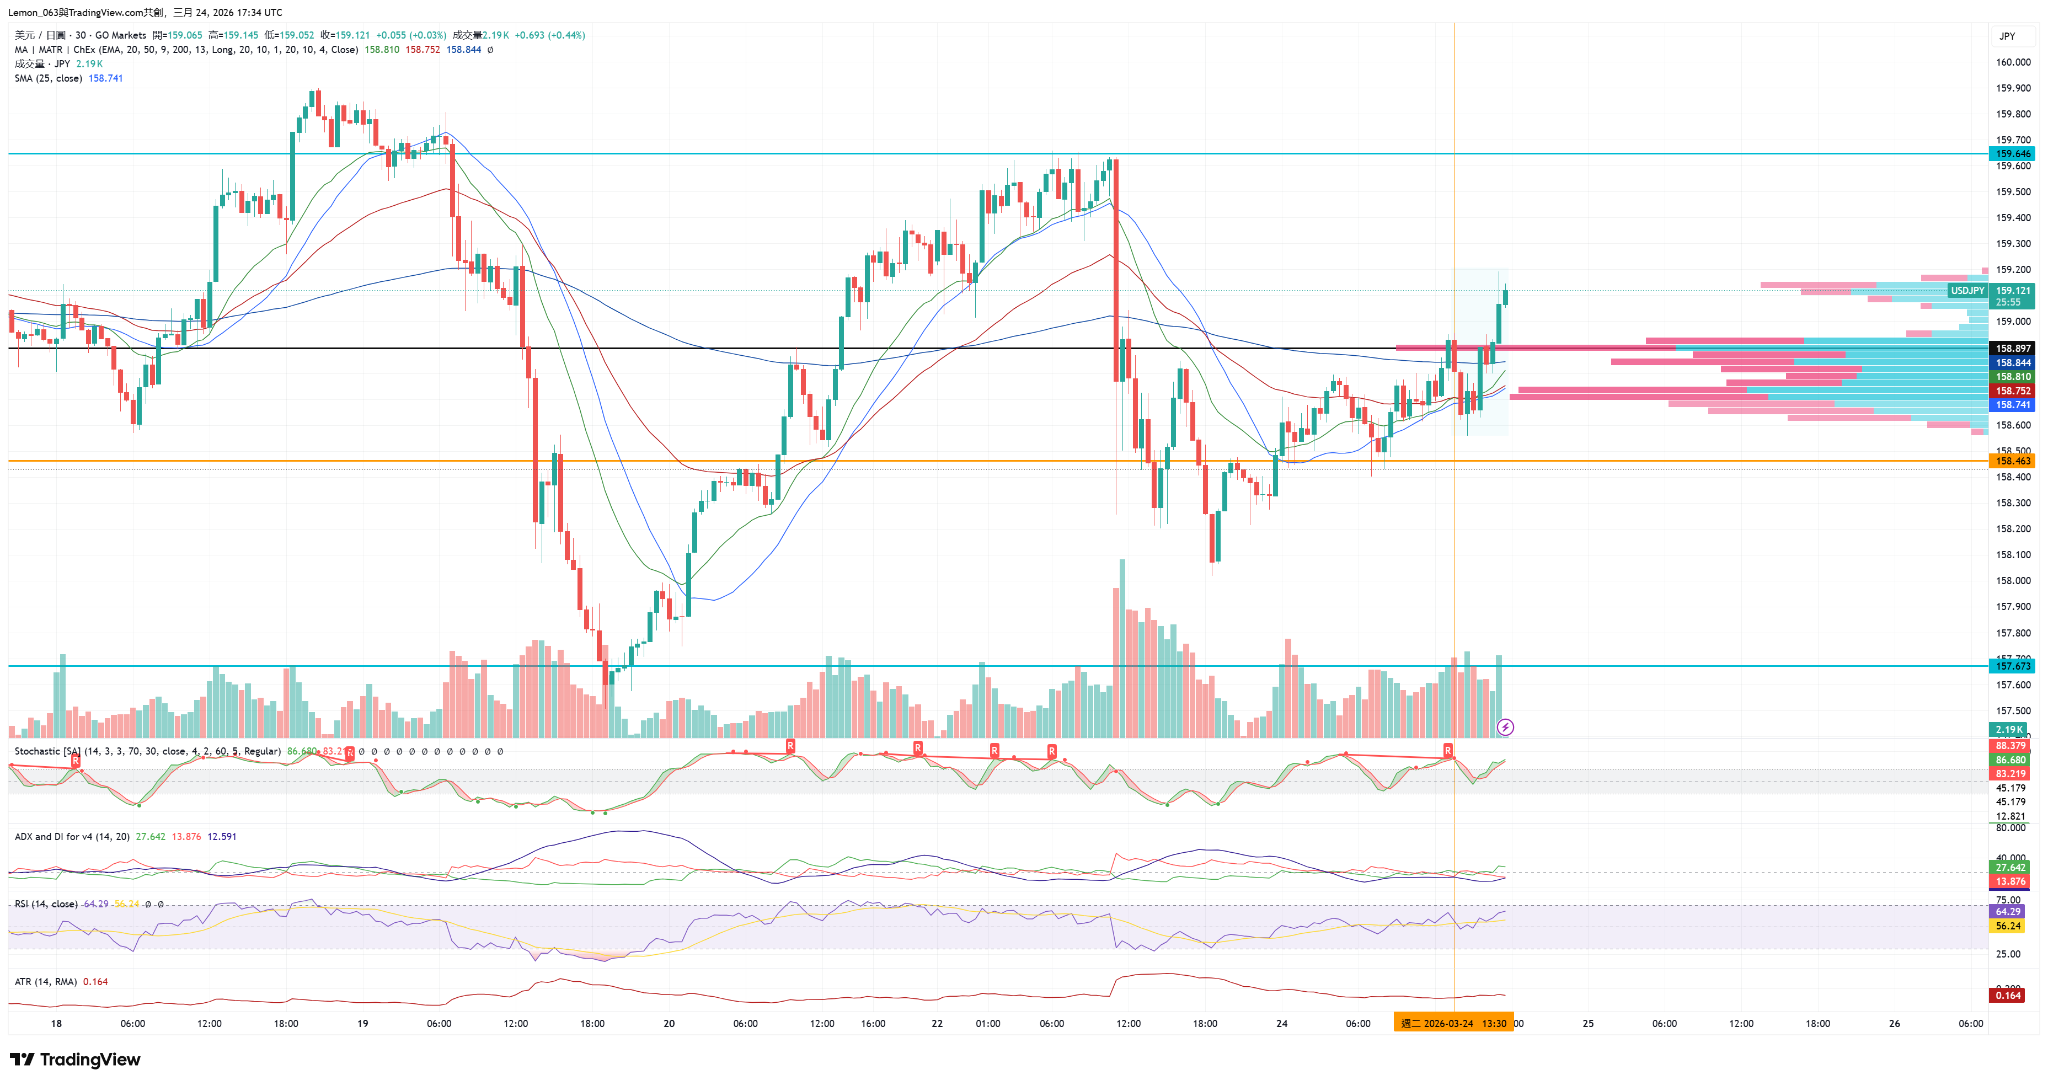 Lemon_063與TradingView.com共創，三月 24, 2026 17:34 UTC
美元 / 日圓 · 30 · GO Markets 開=159.065 高=159.145 低=159.052 收=159.121 +0.055 (+0.03%) 成交量2.19 K +0.693 (+0.44%)
MA | MATR | ChEx (EMA, 20, 50, 9, 200, 13, Long, 20, 10, 1, 20, 10, 4, Close) 158.810 158.752 158.844 ∅
成交量 · JPY 2.19 K
SMA (25, close) 158.741
JPY
160.000
159.900
159.800
159.700
159.646
159.600
159.500
159.400
159.300
159.200
USDJPY 159.121
25:55
159.000
158.897
158.844
158.810
158.752
158.741
158.600
158.500
158.463
158.400
158.300
158.200
158.100
158.000
157.900
157.800
157.700
157.673
157.600
157.500
2.19 K
Stochastic [SA] (14, 3, 3, 70, 30, close, 4, 2, 60, 5, Regular) 86.680 83.219 ∅ ∅ ∅ ∅ ∅ ∅ ∅ ∅ ∅ ∅ ∅ ∅
R
R
R
R
R
R
R
88.379
86.680
83.219
45.179
45.179
12.821
ADX and DI for v4 (14, 20) 27.642 13.876 12.591
80.000
40.000
27.642
13.876
RSI (14, close) 64.29 56.24 ∅ ∅
75.00
64.29
56.24
25.00
ATR (14, RMA) 0.164
0.164
18 06:00 12:00 18:00 19 06:00 12:00 18:00 20 06:00 12:00 16:00 22 01:00 06:00 12:00 18:00 24 06:00 週二 2026-03-24 13:30 :00 25 06:00 12:00 18:00 26 06:00
TradingView